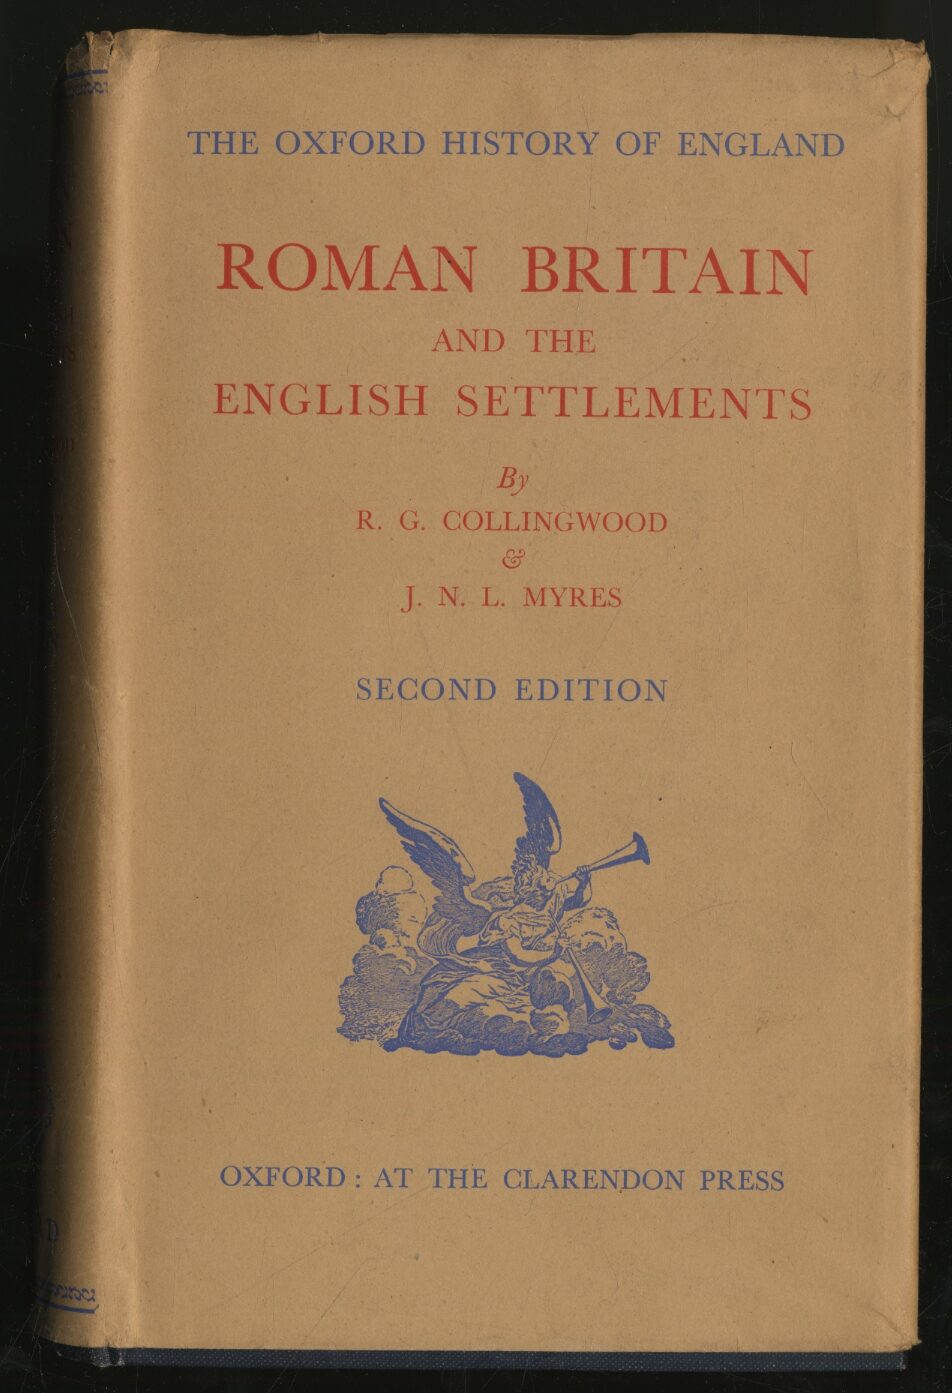 THE OXFORD HISTORY OF ENGLAND
ROMAN BRITAIN
AND THE
ENGLISH SETTLEMENTS
By
R. G. COLLINGWOOD
&
J. N. L. MYRES
SECOND EDITION
OXFORD : AT THE CLARENDON PRESS